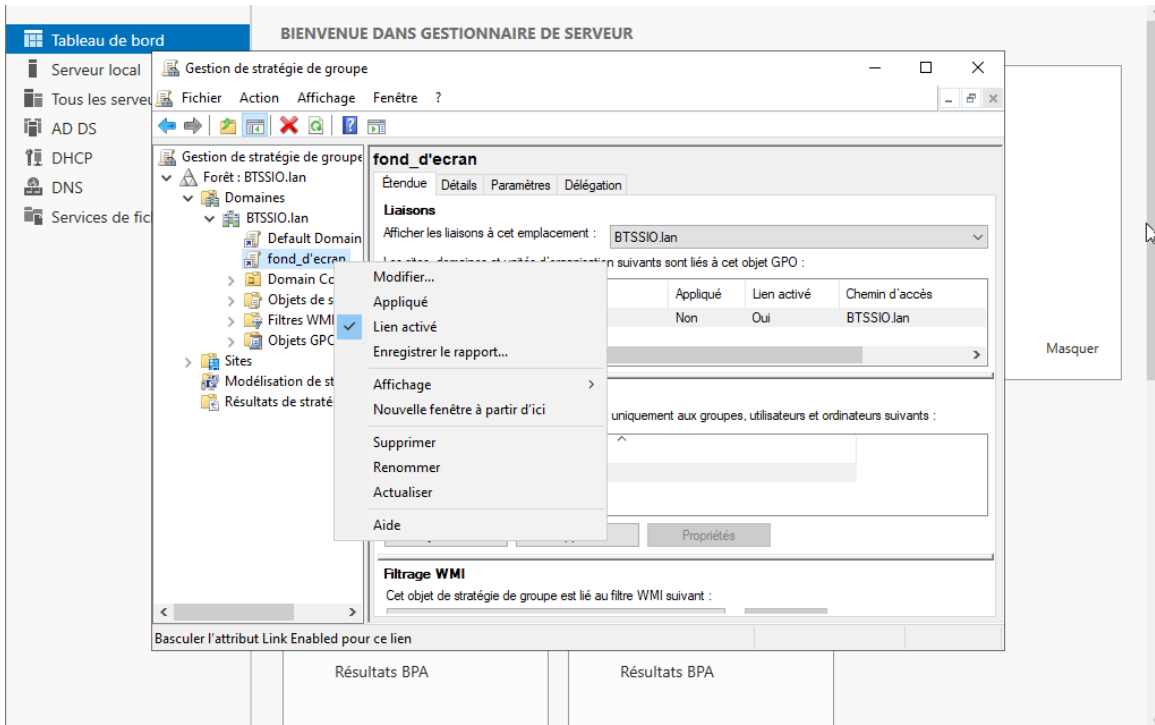 BIENVENUE DANS GESTIONNAIRE DE SERVEUR
Tableau de bord
Serveur local
Tous les serveu
AD DS
DHCP
DNS
Services de fic
Gestion de stratégie de groupe
Fichier Action Affichage Fenêtre ?
Gestion de stratégie de groupe
Forêt : BTSSIO.lan
Domaines
BTSSIO.lan
Default Domain
fond_d'ecran
Domain Co
Objets de s
Filtres WMI
Objets GPO
Sites
Modélisation de st
Résultats de straté
fond_d'ecran
Étendue Détails Paramètres Délégation
Liaisons
Afficher les liaisons à cet emplacement : BTSSIO.lan
suivants sont liés à cet objet GPO :
Appliqué Lien activé Chemin d'accès
Non Oui BTSSIO.lan
uniquement aux groupes, utilisateurs et ordinateurs suivants :
Propriétés
Filtrage WMI
Cet objet de stratégie de groupe est lié au filtre WMI suivant :
Modifier...
Appliqué
Lien activé
Enregistrer le rapport...
Affichage
Nouvelle fenêtre à partir d'ici
Supprimer
Renommer
Actualiser
Aide
Basculer l'attribut Link Enabled pour ce lien
Masquer
Résultats BPA
Résultats BPA